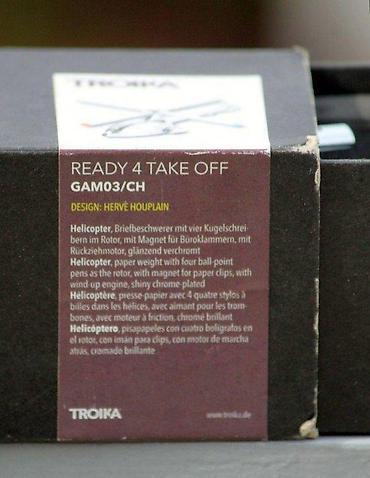 TROIKA
READY 4 TAKE OFF
GAM03/CH
DESIGN: HERVÈ HOUPLAIN
Helicopter, Briefbeschwerer mit vier Kugelschrei-
bern im Rotor, mit Magnet für Büroklammern, mit
Rückziehmotor, glänzend verchromt
Helicopter, paper weight with four ball-point
pens as the rotor, with magnet for paper clips, with
wind-up engine, shiny chrome-plated
Helicoptère, presse-papier avec 4 quatre stylos à
billes dans les hélices, avec aimant pour les trom-
bones, avec moteur à friction, chromé brillant
Helicóptero, pisapapeles con cuatro bolígrafos en
el rotor, con imán para clips, con motor de marcha
atrás, cromado brillante
TROIKA
www.troika.de